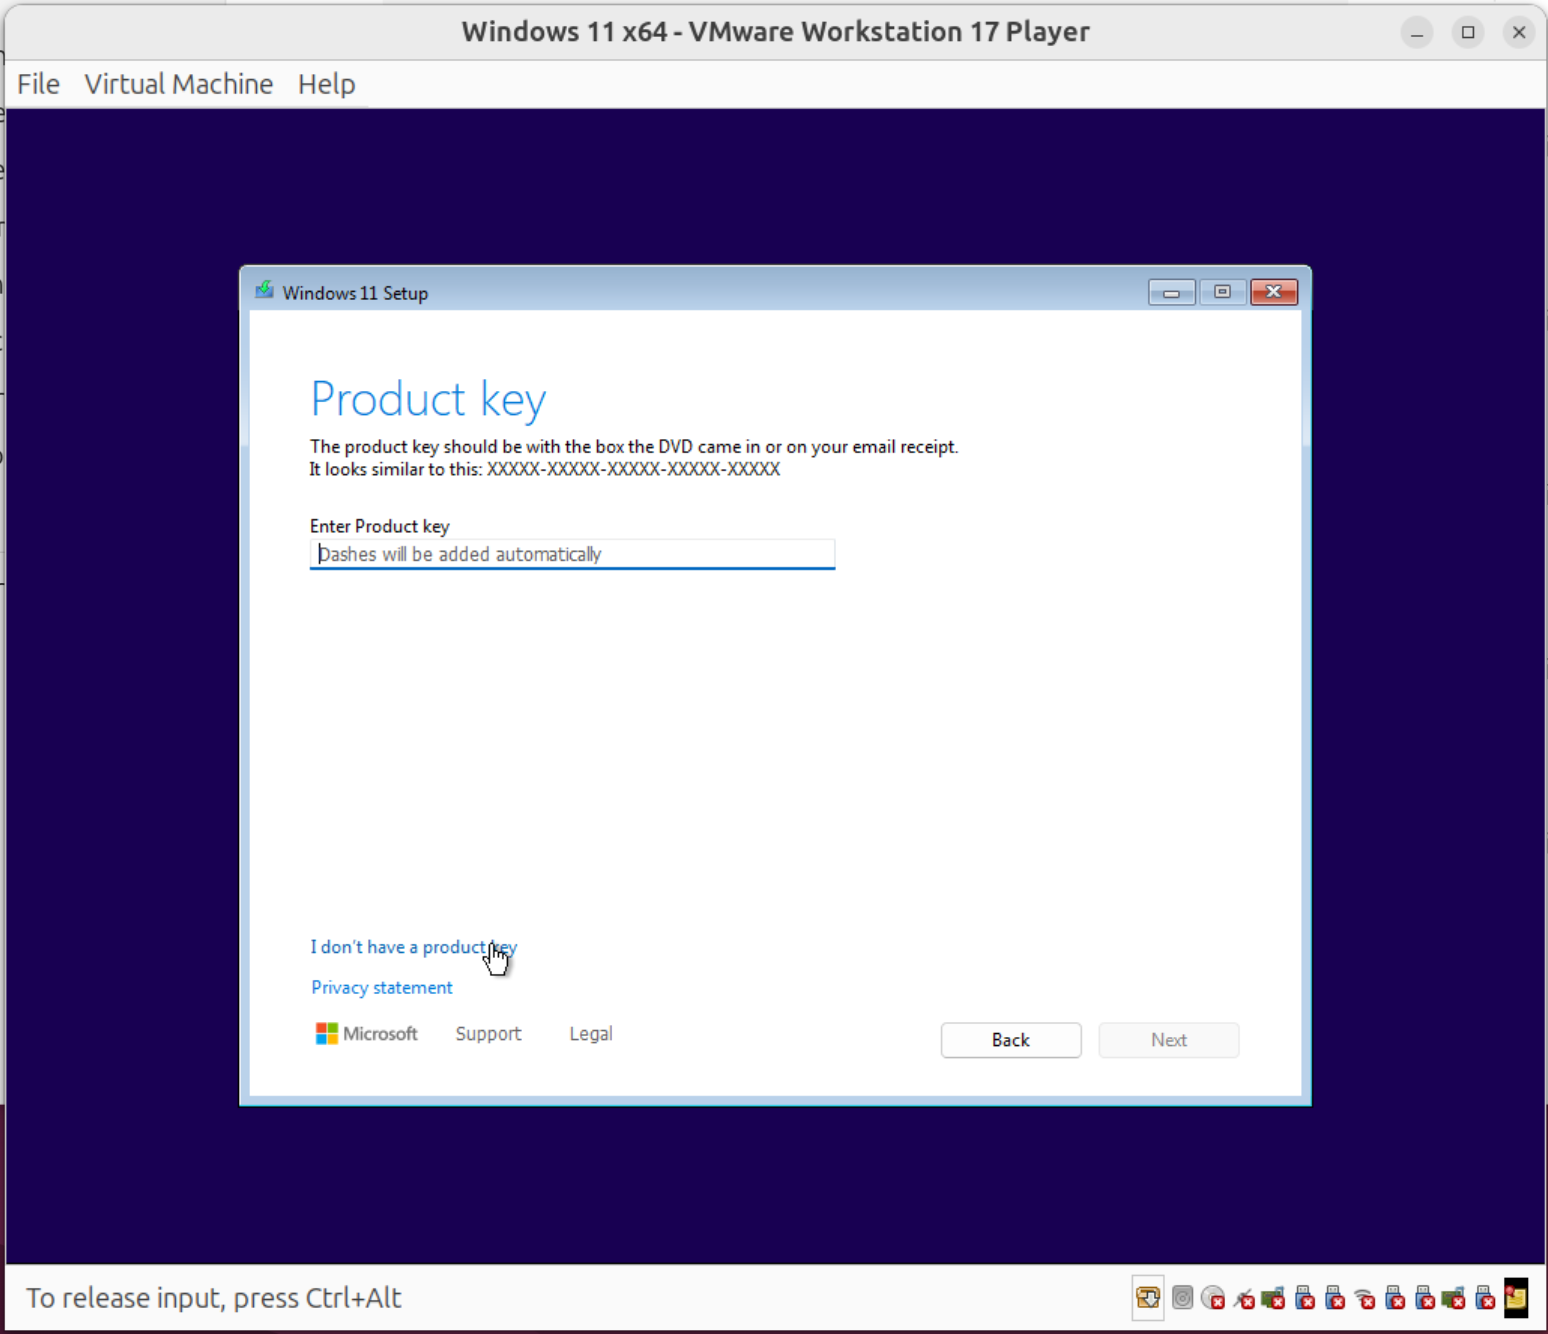 Windows 11 x64 - VMware Workstation 17 Player
File Virtual Machine Help
Windows 11 Setup
Product key
The product key should be with the box the DVD came in or on your email receipt.
It looks similar to this: XXXXX-XXXXX-XXXXX-XXXXX-XXXXX
Enter Product key
Dashes will be added automatically
I don't have a product key
Privacy statement
Microsoft Support Legal
Back Next
To release input, press Ctrl+Alt